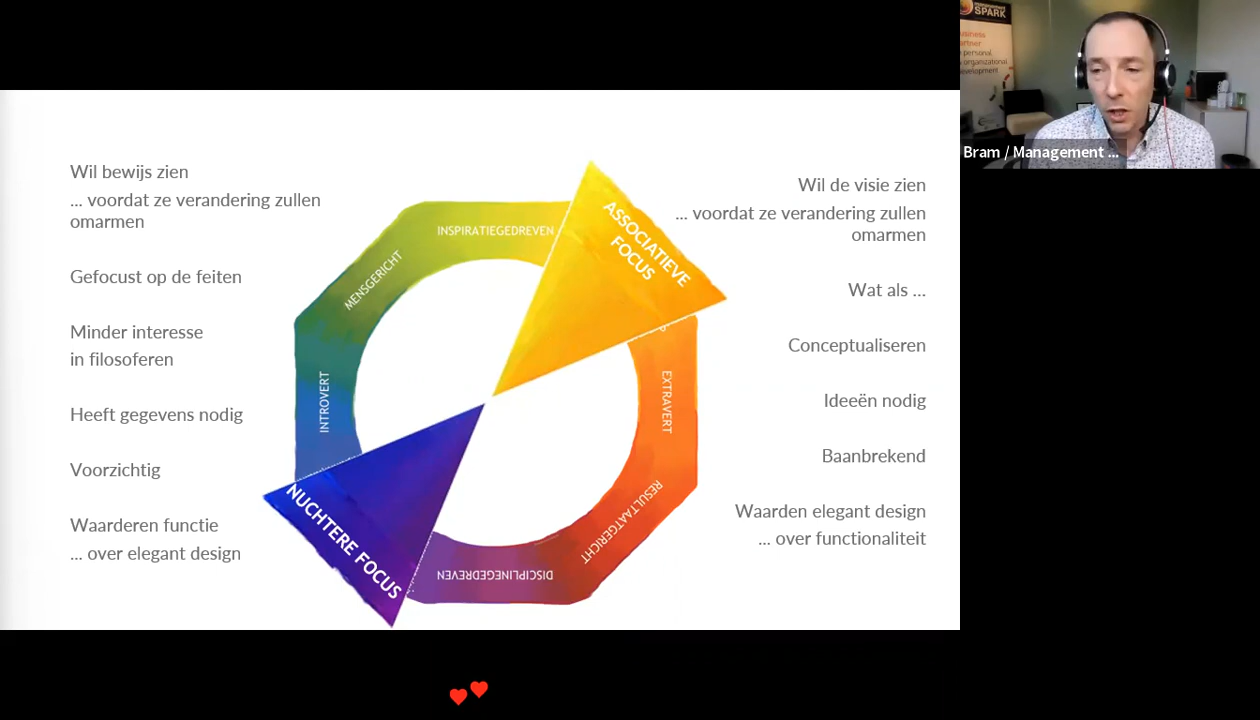 Wil bewijs zien
... voordat ze verandering zullen
omarmen
Gefocust op de feiten
Minder interesse
in filosoferen
Heeft gegevens nodig
Voorzichtig
Waarderen functie
... over elegant design
INSPIRATIEGEDREVEN
MENSGERICHT
INTROVERT
NUCHTERE FOCUS
DISCIPLINEGEDREVEN
RESULTAATGERICHT
EXTRAVERT
ASSOCIATIEVE
FOCUS
Wil de visie zien
... voordat ze verandering zullen
omarmen
Wat als ...
Conceptualiseren
Ideeën nodig
Baanbrekend
Waarden elegant design
... over functionaliteit
SPARK
personal
Bram / Management ...